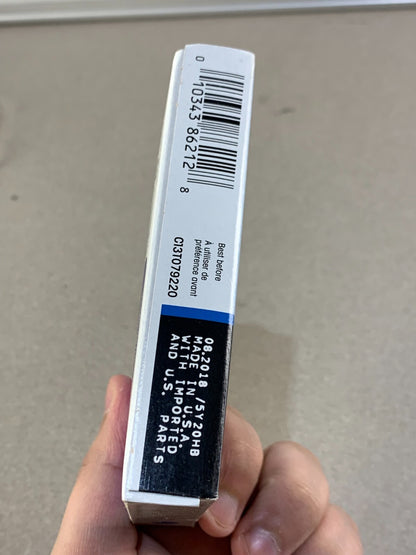 0 10343 86212 8
Best before
À utiliser de
préférence avant
C13T079220
08.2018 /5Y20HB
MADE IN U.S.A.
WITH IMPORTED
AND U.S. PARTS